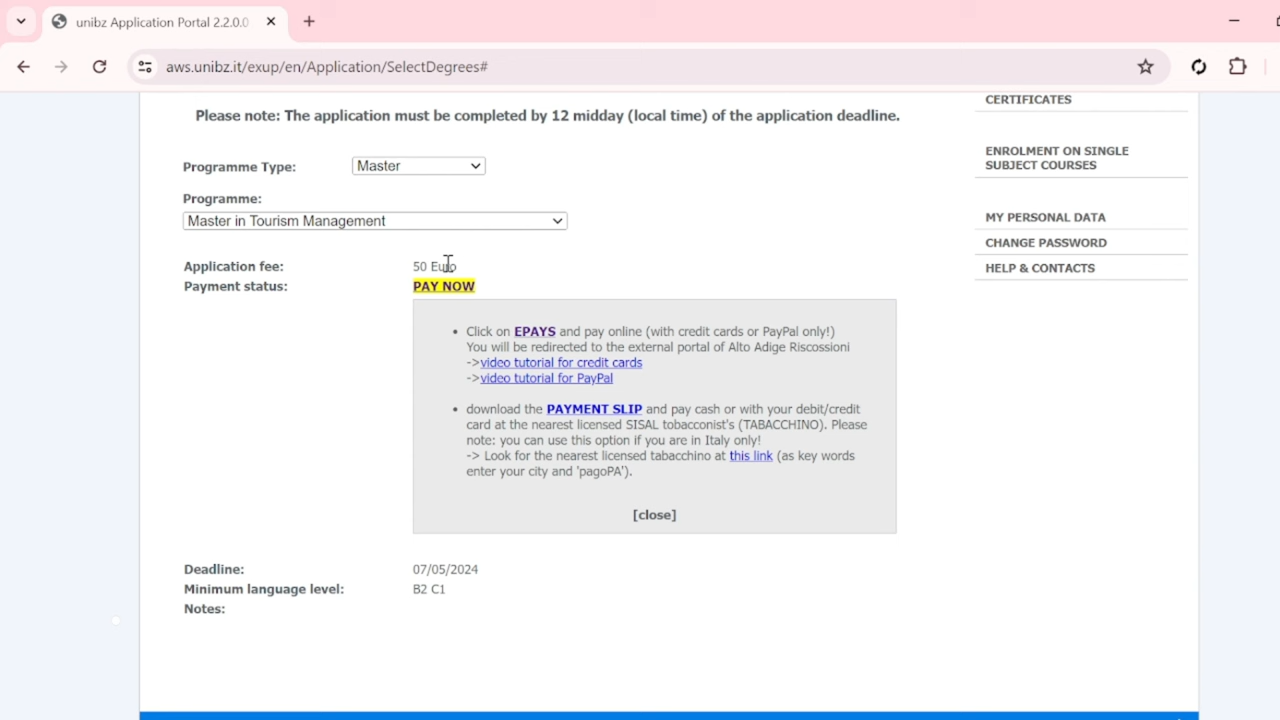 unibz Application Portal 2.2.0.0
aws.unibz.it/exup/en/Application/SelectDegrees#
CERTIFICATES
Please note: The application must be completed by 12 midday (local time) of the application deadline.
ENROLMENT ON SINGLE
SUBJECT COURSES
Programme Type: Master
Programme:
Master in Tourism Management
MY PERSONAL DATA
CHANGE PASSWORD
HELP & CONTACTS
Application fee: 50 Euro
Payment status: PAY NOW
• Click on EPAYS and pay online (with credit cards or PayPal only!)
You will be redirected to the external portal of Alto Adige Riscossioni
->video tutorial for credit cards
->video tutorial for PayPal
• download the PAYMENT SLIP and pay cash or with your debit/credit
card at the nearest licensed SISAL tobacconist's (TABACCHINO). Please
note: you can use this option if you are in Italy only!
-> Look for the nearest licensed tabacchino at this link (as key words
enter your city and 'pagoPA').
[close]
Deadline: 07/05/2024
Minimum language level: B2 C1
Notes: